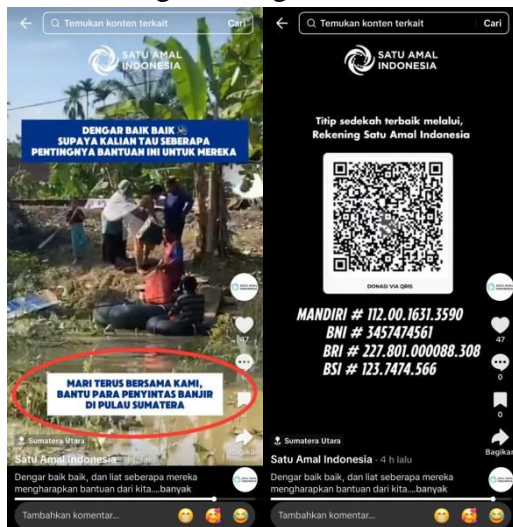 Temukan konten terkait
Cari
SATU AMAL
INDONESIA
DENGAR BAIK BAIK
SUPAYA KALIAN TAU SEBERAPA
PENTINGNYA BANTUAN INI UNTUK MEREKA
47
0
MARI TERUS BERSAMA KAMI,
BANTU PARA PENYINTAS BANJIR
DI PULAU SUMATERA
0
Sumatera Utara
Bagikan
Satu Amal Indonesia · 4 h lalu
Dengar baik baik, dan liat seberapa mereka
mengharapkan bantuan dari kita....banyak
Tambahkan komentar...
Temukan konten terkait
Cari
SATU AMAL
INDONESIA
Titip sedekah terbaik melalui,
Rekening Satu Amal Indonesia
DONASI VIA QRIS
MANDIRI # 112.00.1631.3590
BNI # 3457474561
BRI # 227.801.000088.308
BSI # 123.7474.566
47
0
0
Sumatera Utara
Bagikan
Satu Amal Indonesia · 4 h lalu
Dengar baik baik, dan liat seberapa mereka
mengharapkan bantuan dari kita....banyak
Tambahkan komentar...